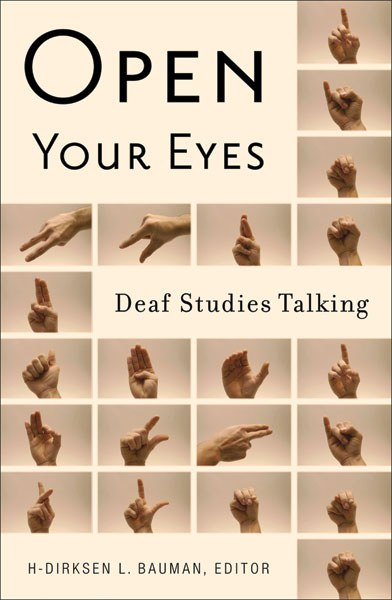 OPEN
YOUR EYES
Deaf Studies Talking
H-DIRKSEN L. BAUMAN, EDITOR